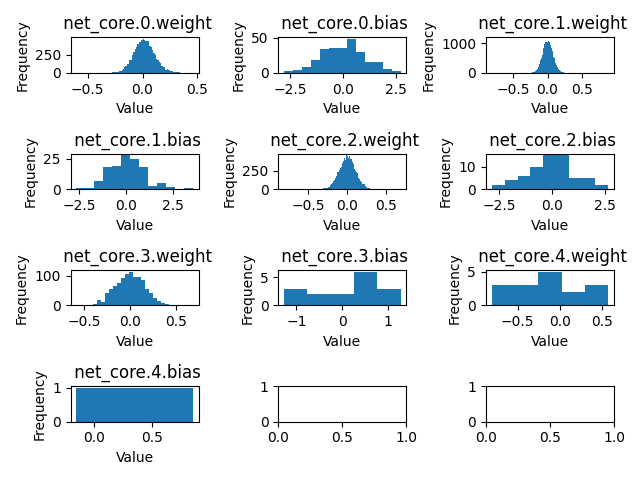 net_core.0.weight
Frequency
250
0
−0.5 0.0 0.5
Value
net_core.0.bias
Frequency
50
0
−2.5 0.0 2.5
Value
net_core.1.weight
Frequency
1000
0
−0.5 0.0 0.5
Value
net_core.1.bias
Frequency
25
0
−2.5 0.0 2.5
Value
net_core.2.weight
Frequency
250
0
−0.5 0.0 0.5
Value
net_core.2.bias
Frequency
10
0
−2.5 0.0 2.5
Value
net_core.3.weight
Frequency
100
0
−0.5 0.0 0.5
Value
net_core.3.bias
Frequency
5
0
−1 0 1
Value
net_core.4.weight
Frequency
5
0
−0.5 0.0 0.5
Value
net_core.4.bias
Frequency
1
0
0.0 0.5
Value
1
0
0.0 0.5 1.0
1
0
0.0 0.5 1.0